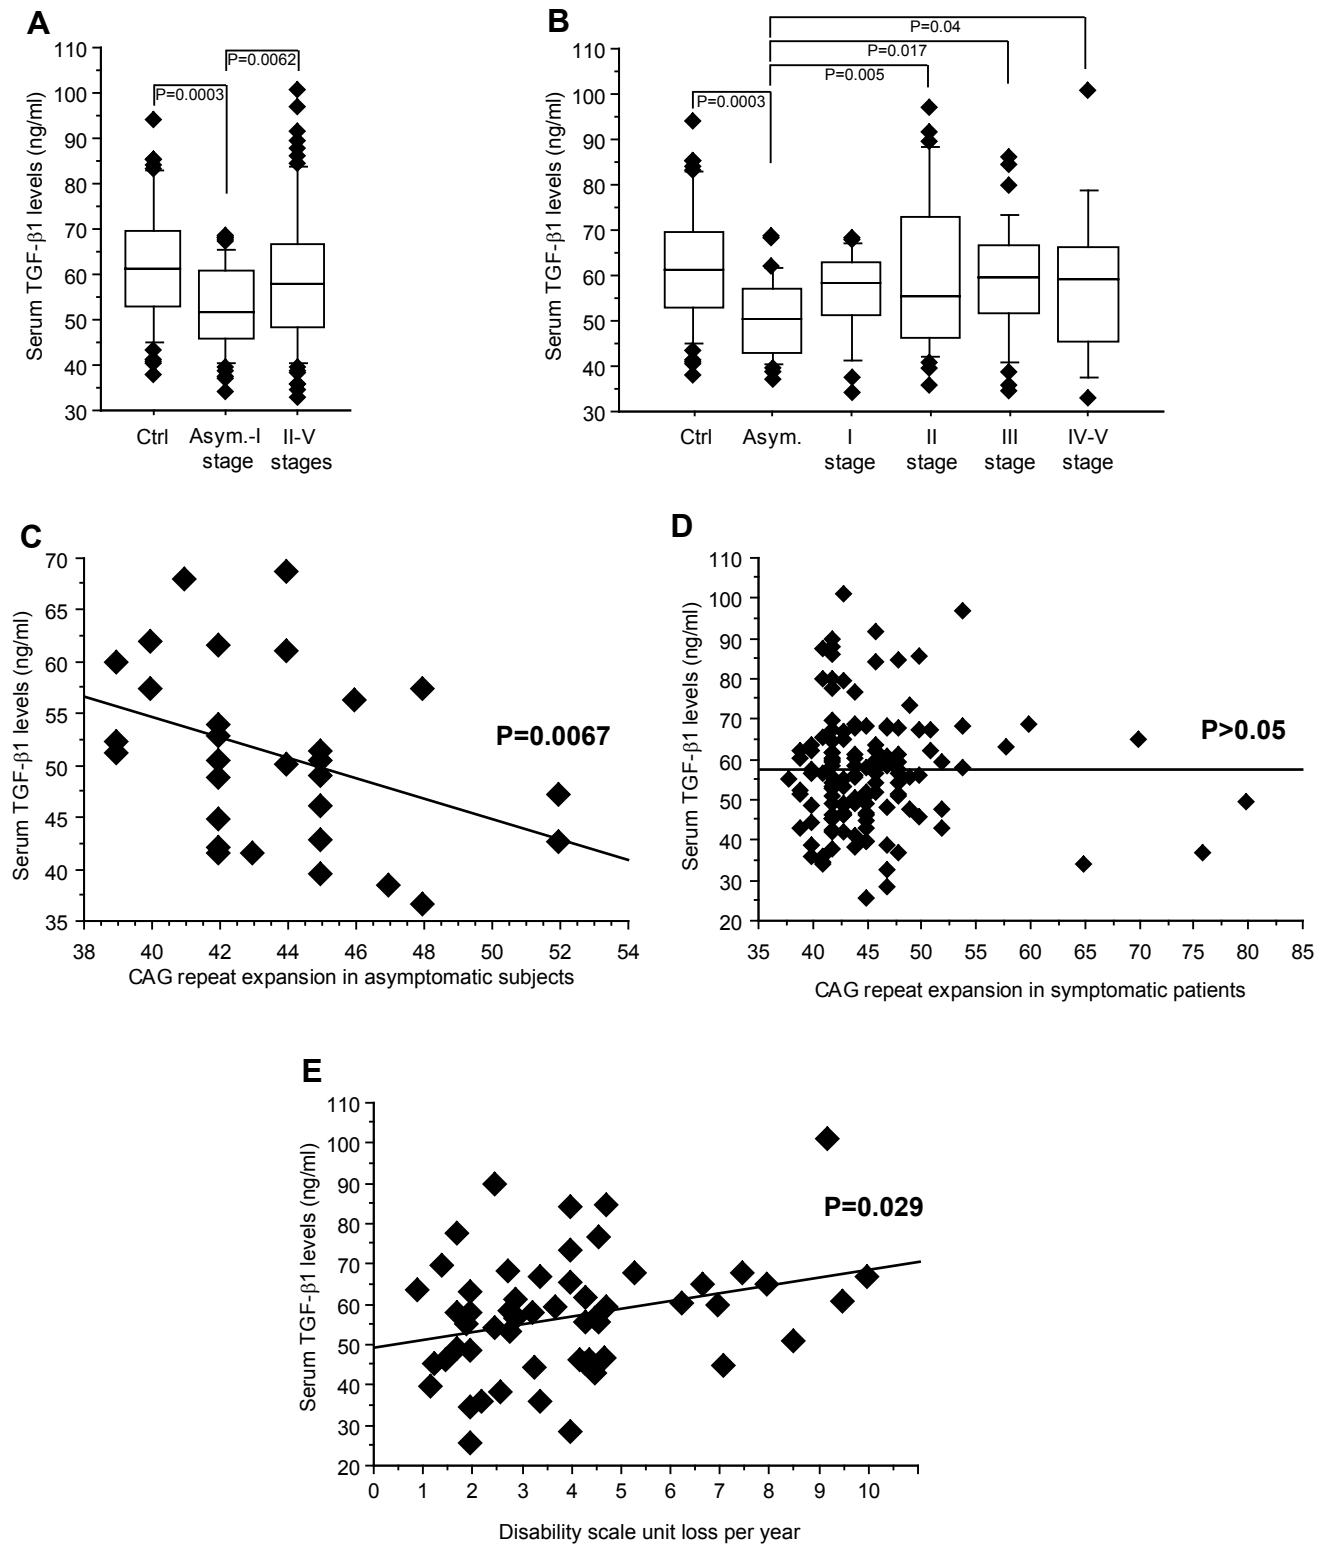 A
Serum TGF-β1 levels (ng/ml)
110
100
90
80
70
60
50
40
30
P=0.0003
P=0.0062
Ctrl
Asym.-I
stage
II-V
stages
B
Serum TGF-β1 levels (ng/ml)
110
100
90
80
70
60
50
40
30
P=0.04
P=0.017
P=0.005
P=0.0003
Ctrl
Asym.
I
stage
II
stage
III
stage
IV-V
stage
C
Serum TGF-β1 levels (ng/ml)
70
65
60
55
50
45
40
35
P=0.0067
38 40 42 44 46 48 50 52 54
CAG repeat expansion in asymptomatic subjects
D
Serum TGF-β1 levels (ng/ml)
110
100
90
80
70
60
50
40
30
20
P>0.05
35 40 45 50 55 60 65 70 75 80 85
CAG repeat expansion in symptomatic patients
E
Serum TGF-β1 levels (ng/ml)
110
100
90
80
70
60
50
40
30
20
P=0.029
0 1 2 3 4 5 6 7 8 9 10
Disability scale unit loss per year